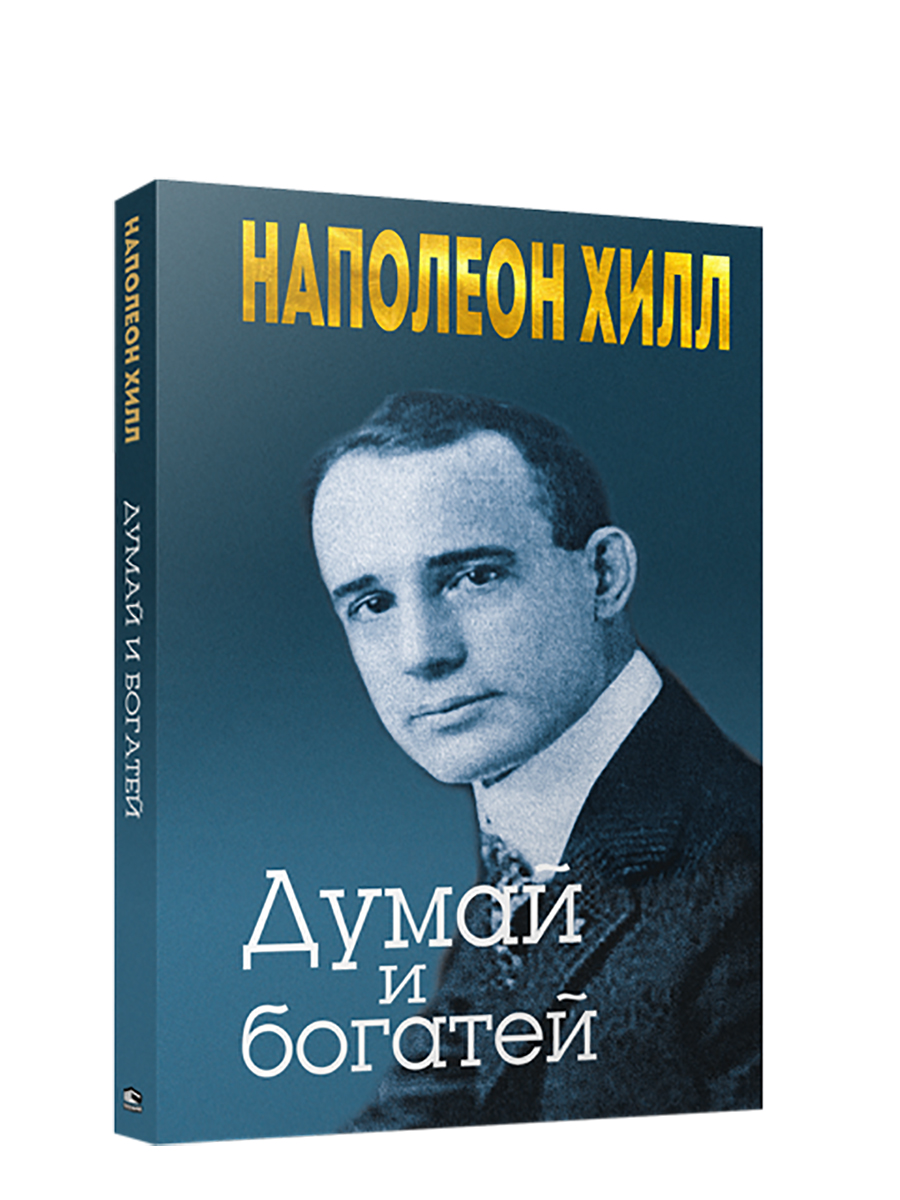 НАПОЛЕОН ХИЛЛ
Думай
и
богатей
НАПОЛЕОН ХИЛЛ
ДУМАЙ И БОГАТЕЙ